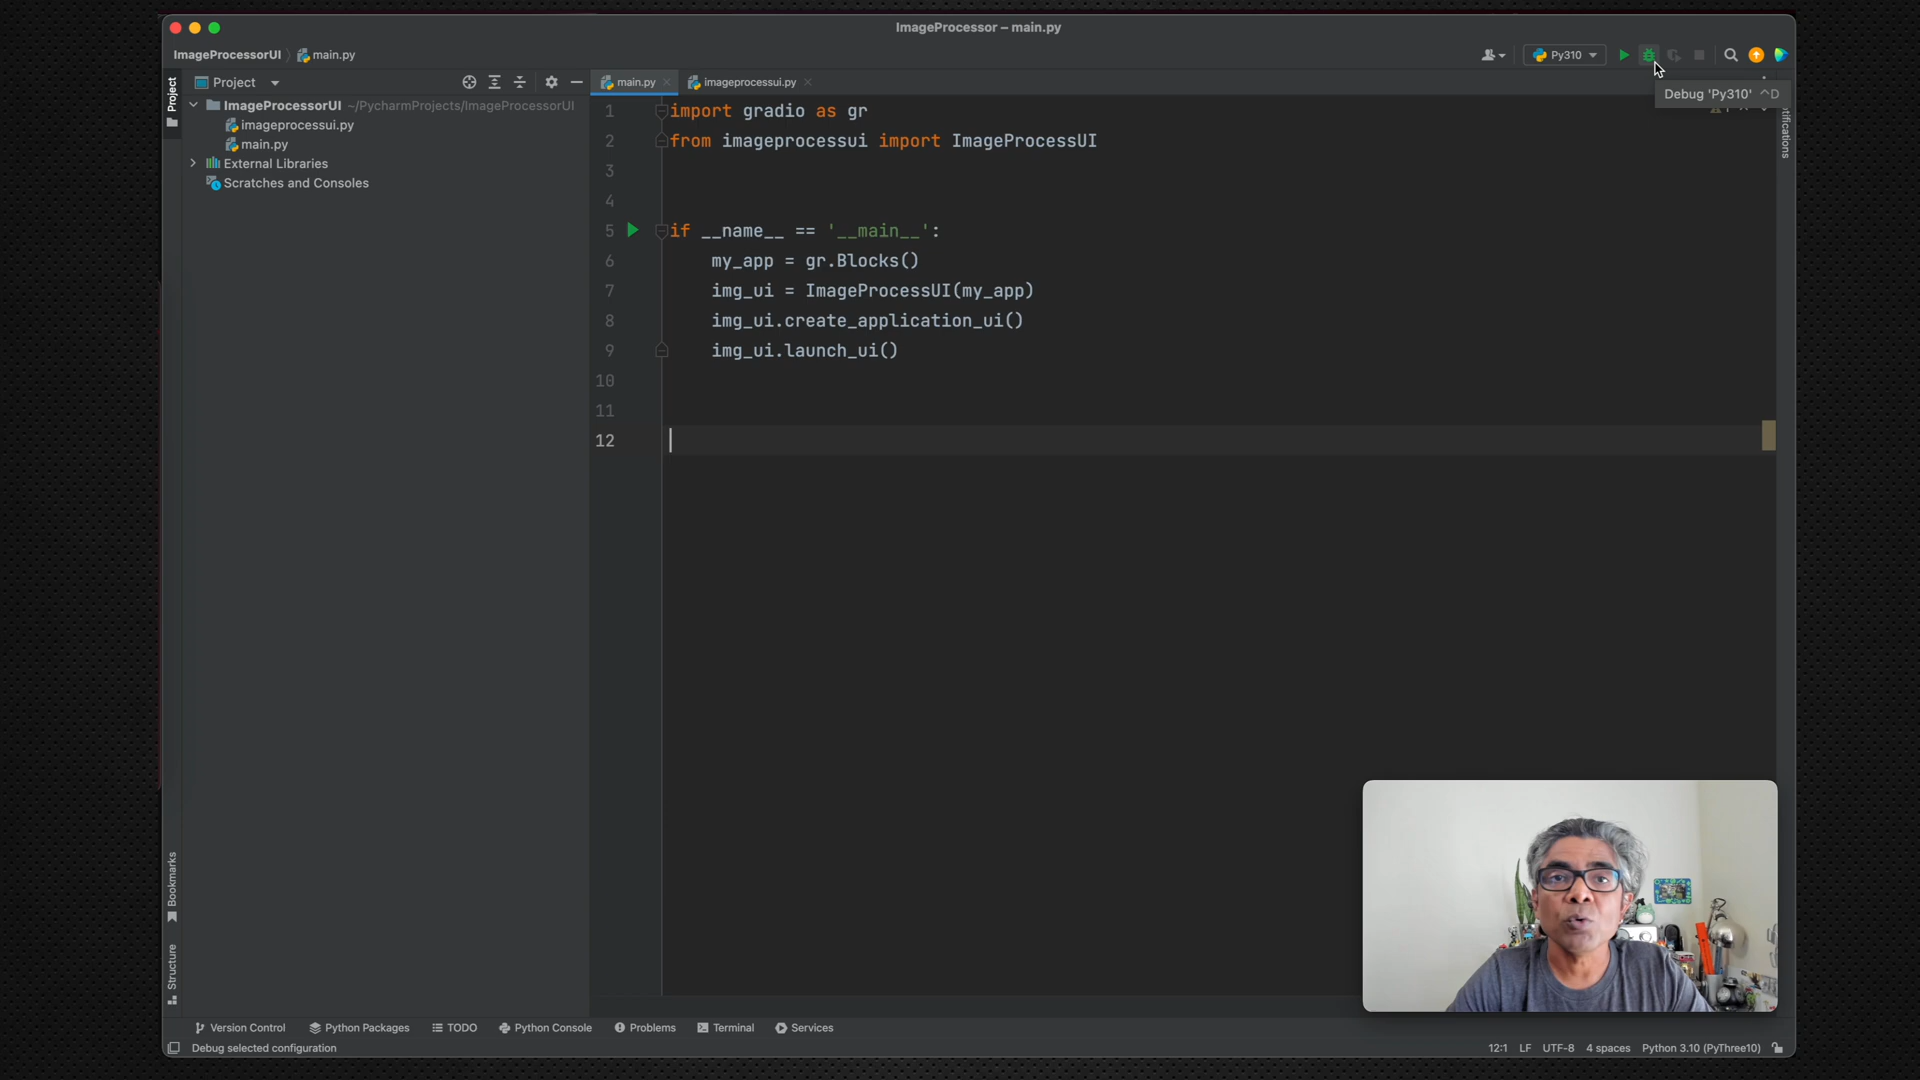 ImageProcessor – main.py
ImageProcessorUI main.py
Py310
Project
Project
main.py
imageprocessui.py
Debug 'Py310' ^D
ImageProcessorUI ~/PycharmProjects/ImageProcessorUI
imageprocessui.py
main.py
External Libraries
Scratches and Consoles
1 import gradio as gr
2 from imageprocessui import ImageProcessUI
3
4
5 if __name__ == '__main__':
6 my_app = gr.Blocks()
7 img_ui = ImageProcessUI(my_app)
8 img_ui.create_application_ui()
9 img_ui.launch_ui()
10
11
12
Bookmarks
Structure
Version Control Python Packages TODO Python Console Problems Terminal Services
Debug selected configuration
12:1 LF UTF-8 4 spaces Python 3.10 (PyThree10)